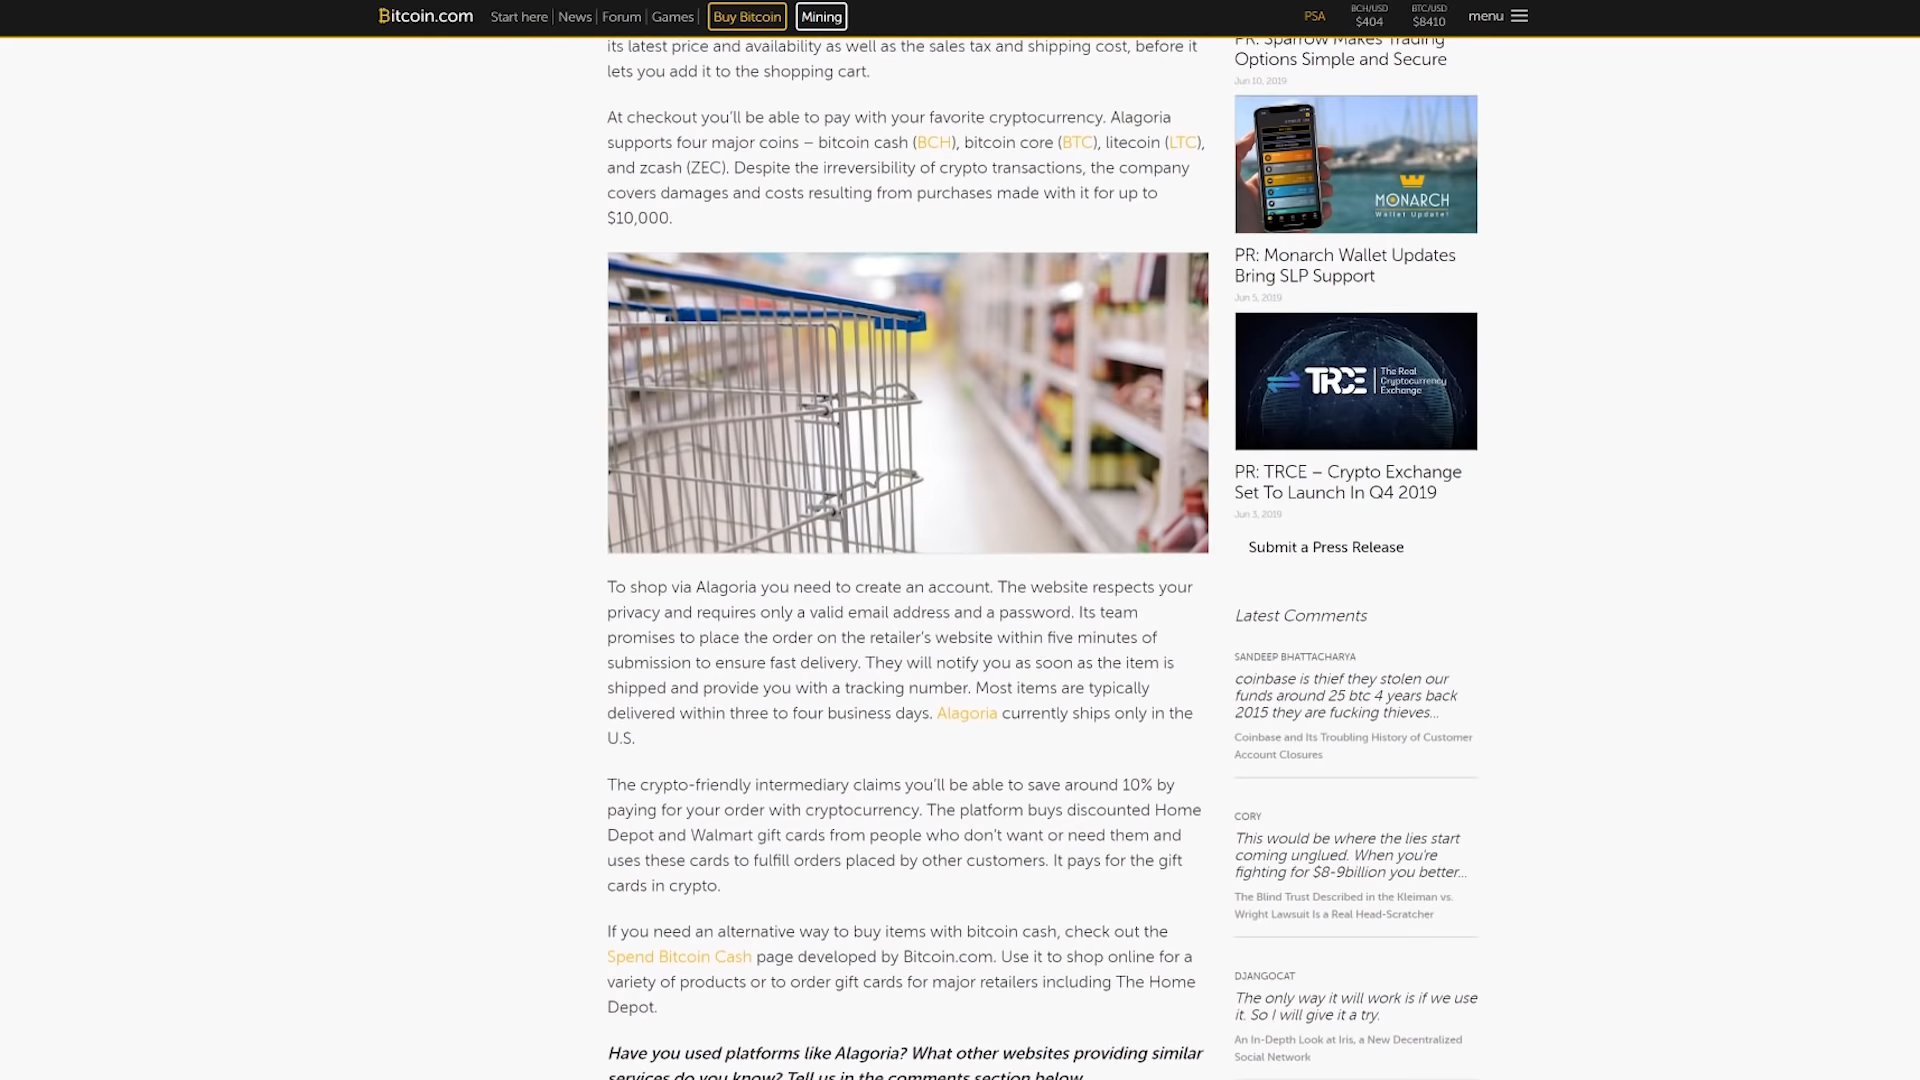 Bitcoin.com
Start here
News
Forum
Games
Buy Bitcoin
Mining
PSA
BCH/USD
$404
BTC/USD
$8410
menu
its latest price and availability as well as the sales tax and shipping cost, before it
lets you add it to the shopping cart.
At checkout you'll be able to pay with your favorite cryptocurrency. Alagoria
supports four major coins – bitcoin cash (BCH), bitcoin core (BTC), litecoin (LTC),
and zcash (ZEC). Despite the irreversibility of crypto transactions, the company
covers damages and costs resulting from purchases made with it for up to
$10,000.
To shop via Alagoria you need to create an account. The website respects your
privacy and requires only a valid email address and a password. Its team
promises to place the order on the retailer's website within five minutes of
submission to ensure fast delivery. They will notify you as soon as the item is
shipped and provide you with a tracking number. Most items are typically
delivered within three to four business days. Alagoria currently ships only in the
U.S.
The crypto-friendly intermediary claims you'll be able to save around 10% by
paying for your order with cryptocurrency. The platform buys discounted Home
Depot and Walmart gift cards from people who don't want or need them and
uses these cards to fulfill orders placed by other customers. It pays for the gift
cards in crypto.
If you need an alternative way to buy items with bitcoin cash, check out the
Spend Bitcoin Cash page developed by Bitcoin.com. Use it to shop online for a
variety of products or to order gift cards for major retailers including The Home
Depot.
Have you used platforms like Alagoria? What other websites providing similar
services do you know? Tell us in the comments section below.
PR: Sparrow Makes Trading
Options Simple and Secure
Jun 10, 2019
MONARCH
Wallet Update!
PR: Monarch Wallet Updates
Bring SLP Support
Jun 5, 2019
TRCE
The Real
Cryptocurrency
Exchange
PR: TRCE – Crypto Exchange
Set To Launch In Q4 2019
Jun 3, 2019
Submit a Press Release
Latest Comments
SANDEEP BHATTACHARYA
coinbase is thief they stolen our
funds around 25 btc 4 years back
2015 they are fucking thieves...
Coinbase and Its Troubling History of Customer
Account Closures
CORY
This would be where the lies start
coming unglued. When you're
fighting for $8-9billion you better...
The Blind Trust Described in the Kleiman vs.
Wright Lawsuit Is a Real Head-Scratcher
DJANGOCAT
The only way it will work is if we use
it. So I will give it a try.
An In-Depth Look at Iris, a New Decentralized
Social Network